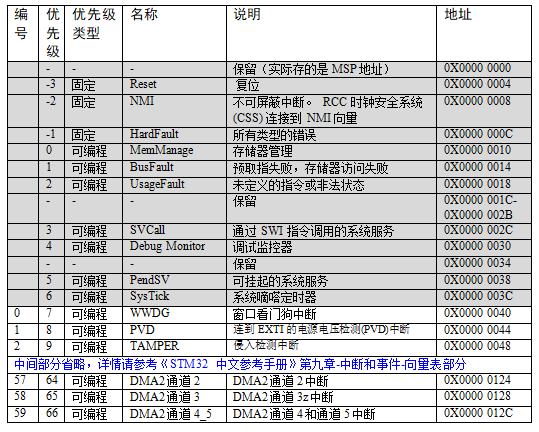 编号 优先级 优先级类型 名称 说明 地址
- - - 保留（实际存的是 MSP 地址） 0X0000 0000
-3 固定 Reset 复位 0X0000 0004
-2 固定 NMI 不可屏蔽中断。 RCC 时钟安全系统 0X0000 0008
(CSS) 连接到 NMI 向量
-1 固定 HardFault 所有类型的错误 0X0000 000C
0 可编程 MemManage 存储器管理 0X0000 0010
1 可编程 BusFault 预取指失败，存储器访问失败 0X0000 0014
2 可编程 UsageFault 未定义的指令或非法状态 0X0000 0018
- - - 保留 0X0000 001C-
0X0000 002B
3 可编程 SVCall 通过 SWI 指令调用的系统服务 0X0000 002C
4 可编程 Debug Monitor 调试监控器 0X0000 0030
- - - 保留 0X0000 0034
5 可编程 PendSV 可挂起的系统服务 0X0000 0038
6 可编程 SysTick 系统嘀嗒定时器 0X0000 003C
0 7 可编程 WWDG 窗口看门狗中断 0X0000 0040
1 8 可编程 PVD 连到 EXTI 的电源电压检测(PVD)中断 0X0000 0044
2 9 可编程 TAMPER 侵入检测中断 0X0000 0048
中间部分省略，详情请参考《STM32 中文参考手册》第九章-中断和事件-向量表部分
57 64 可编程 DMA2通道 2 DMA2通道 2 中断 0X0000 0124
58 65 可编程 DMA2通道 3 DMA2通道 3z 中断 0X0000 0128
59 66 可编程 DMA2通道 4_5 DMA2通道 4 和通道 5 中断 0X0000 012C